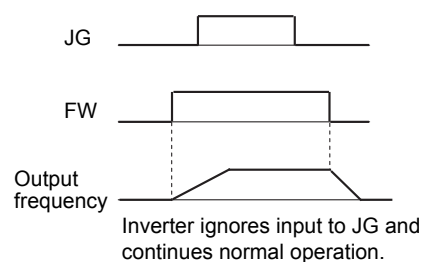 JG
FW
Output
frequency
Inverter ignores input to JG and
continues normal operation.